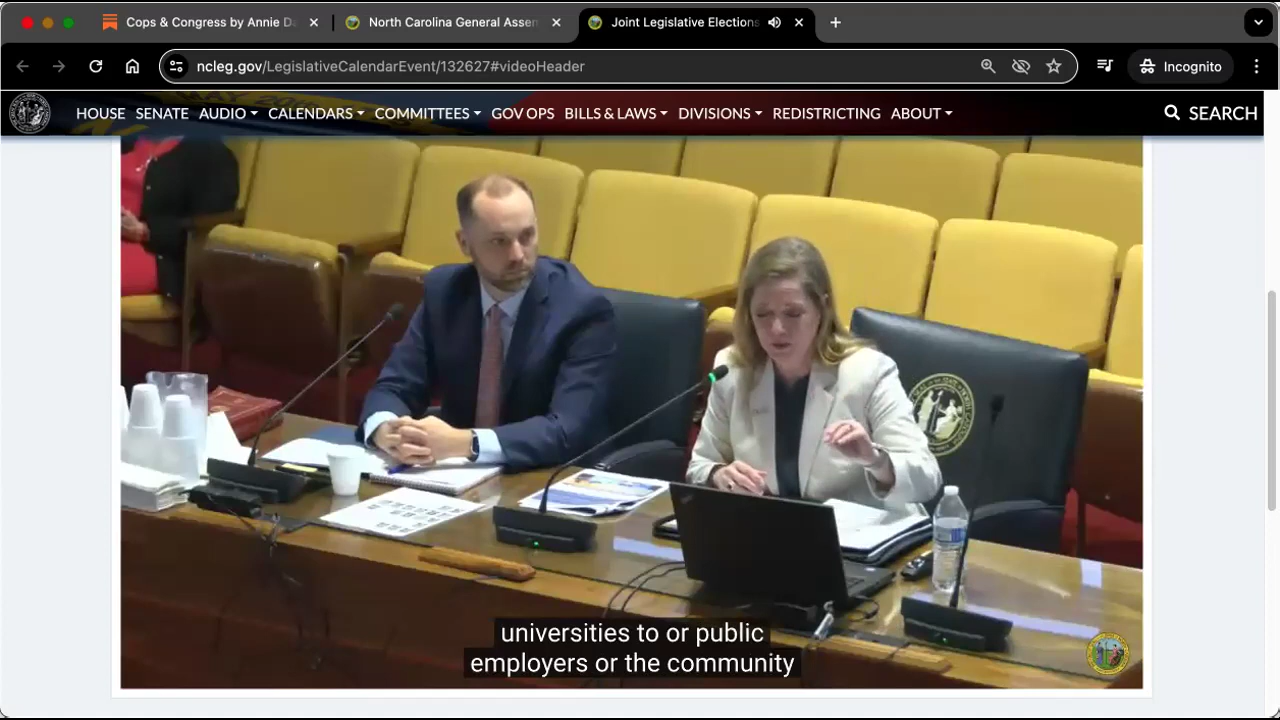 Cops & Congress by Annie D
North Carolina General Assem
Joint Legislative Elections
ncleg.gov/LegislativeCalendarEvent/132627#videoHeader
Incognito
HOUSE SENATE AUDIO CALENDARS COMMITTEES GOV OPS BILLS & LAWS DIVISIONS REDISTRICTING ABOUT SEARCH
universities to or public
employers or the community